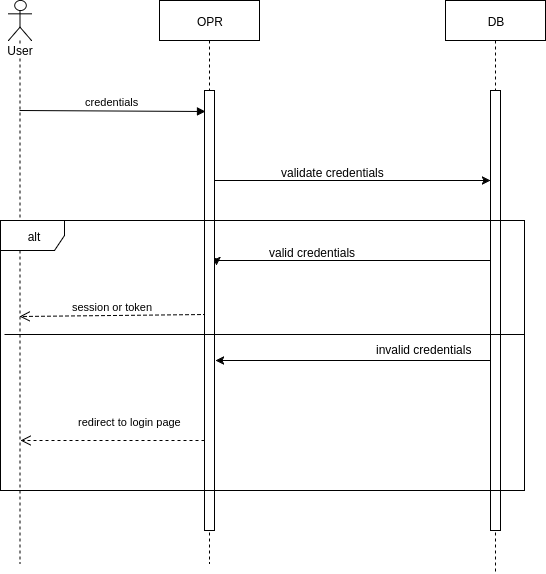 OPR
DB
User
credentials
validate credentials
alt
valid credentials
session or token
invalid credentials
redirect to login page